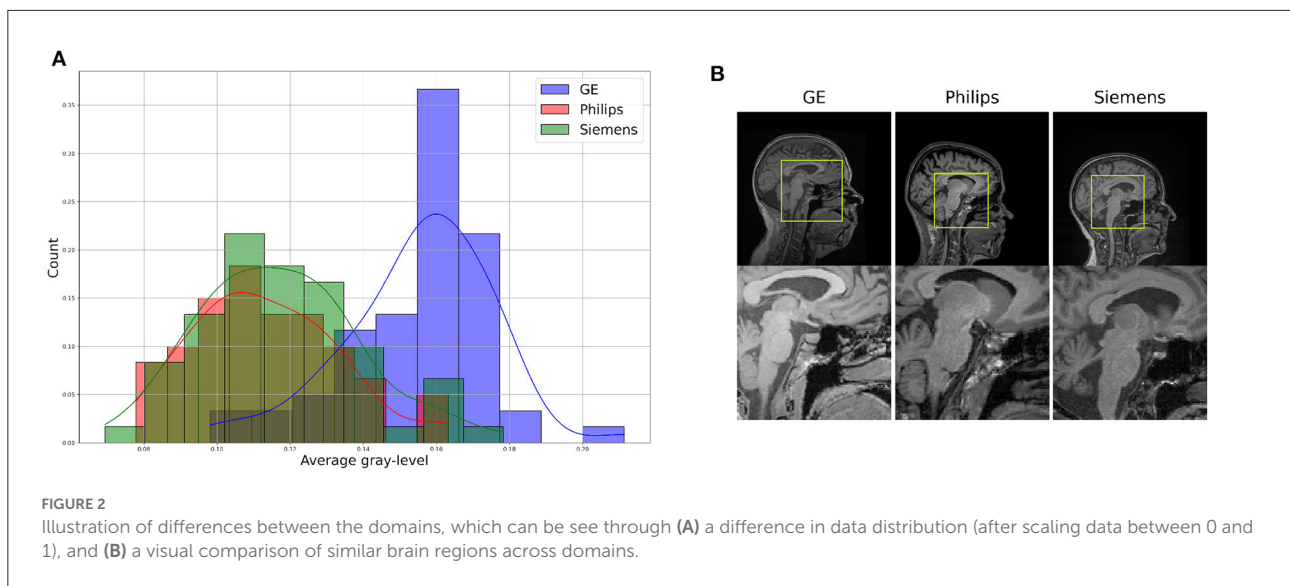 A
GE
Philips
Siemens
Count
0.35
0.30
0.25
0.20
0.15
0.10
0.05
0.00
0.08
0.10
0.12
0.14
0.16
0.18
0.20
Average gray-level
B
GE
Philips
Siemens
FIGURE 2
Illustration of differences between the domains, which can be see through (A) a difference in data distribution (after scaling data between 0 and
1), and (B) a visual comparison of similar brain regions across domains.